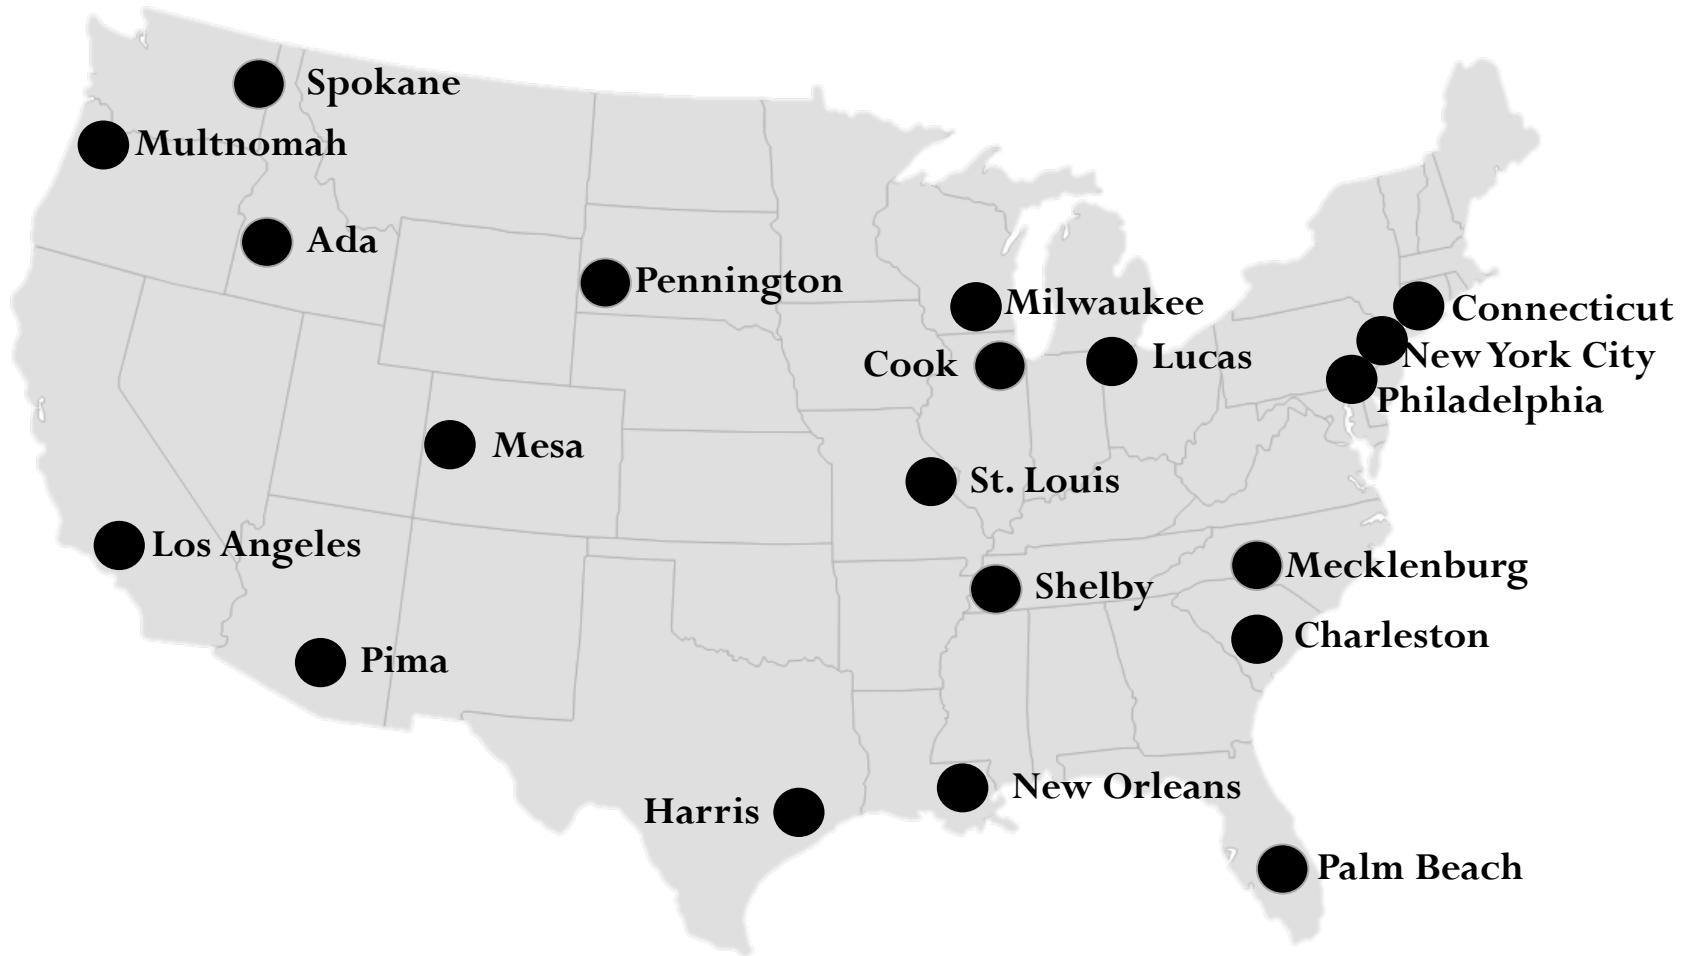 Spokane
Multnomah
Ada
Pennington
Milwaukee
Connecticut
Cook
Lucas
New York City
Philadelphia
Mesa
St. Louis
Los Angeles
Mecklenburg
Shelby
Charleston
Pima
New Orleans
Harris
Palm Beach